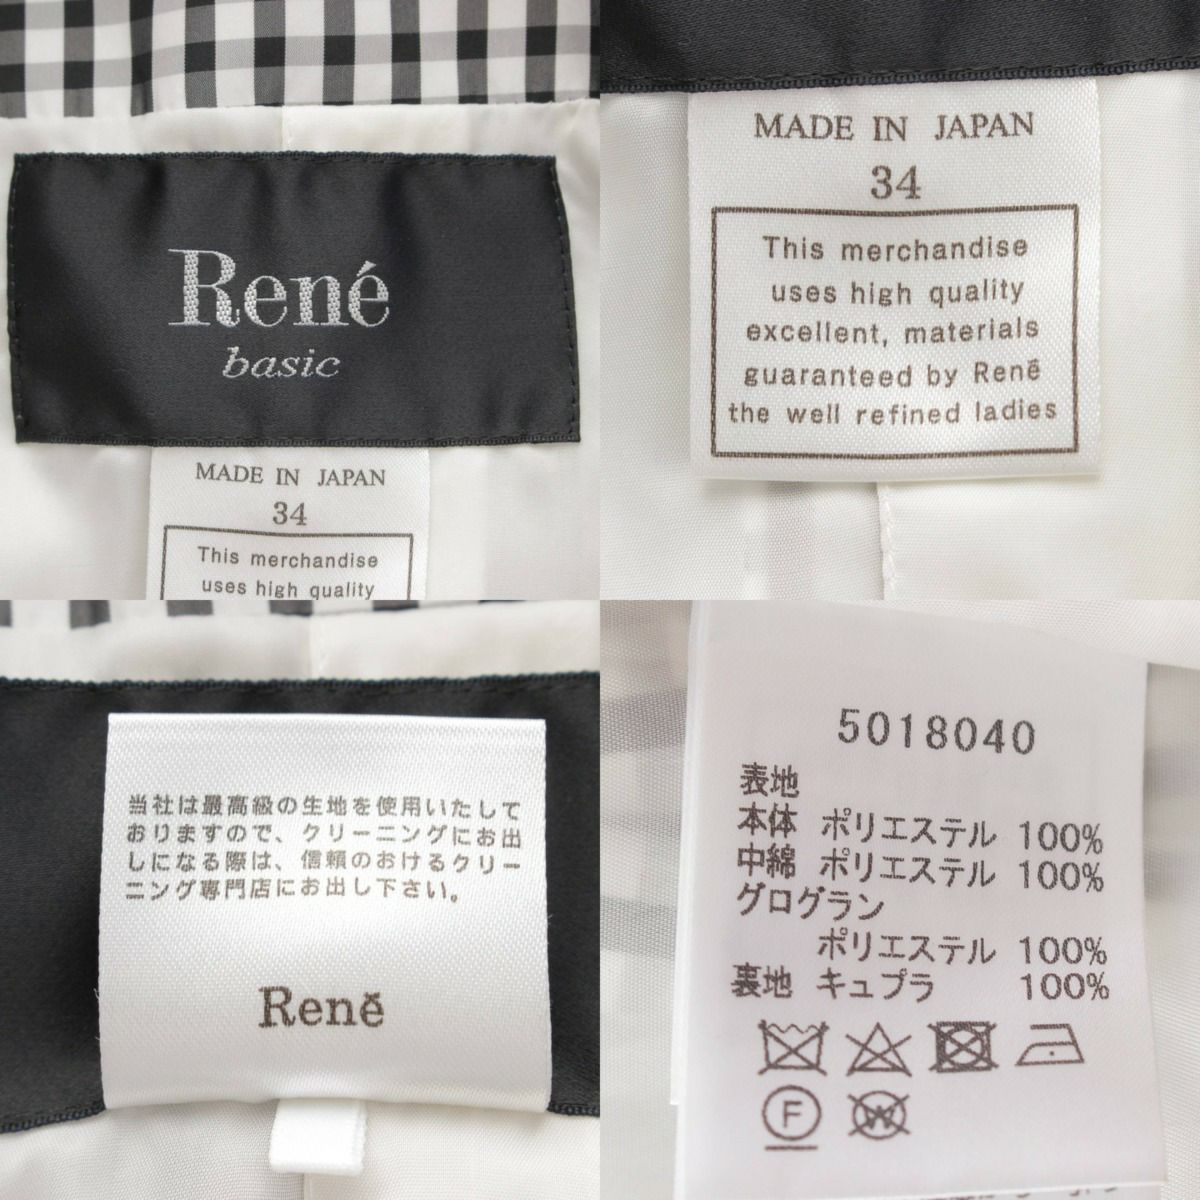 René
basic
MADE IN JAPAN
34
This merchandise
uses high quality
MADE IN JAPAN
34
This merchandise
uses high quality
excellent, materials
guaranteed by René
the well refined ladies
当社は最高級の生地を使用いたして
おりますので、クリーニングにお出
しになる際は、信頼のおけるクリー
ニング専門店にお出し下さい。
René
5018040
表地
本体 ポリエステル 100%
中綿 ポリエステル 100%
グログラン
ポリエステル 100%
裏地 キュプラ 100%
F
W